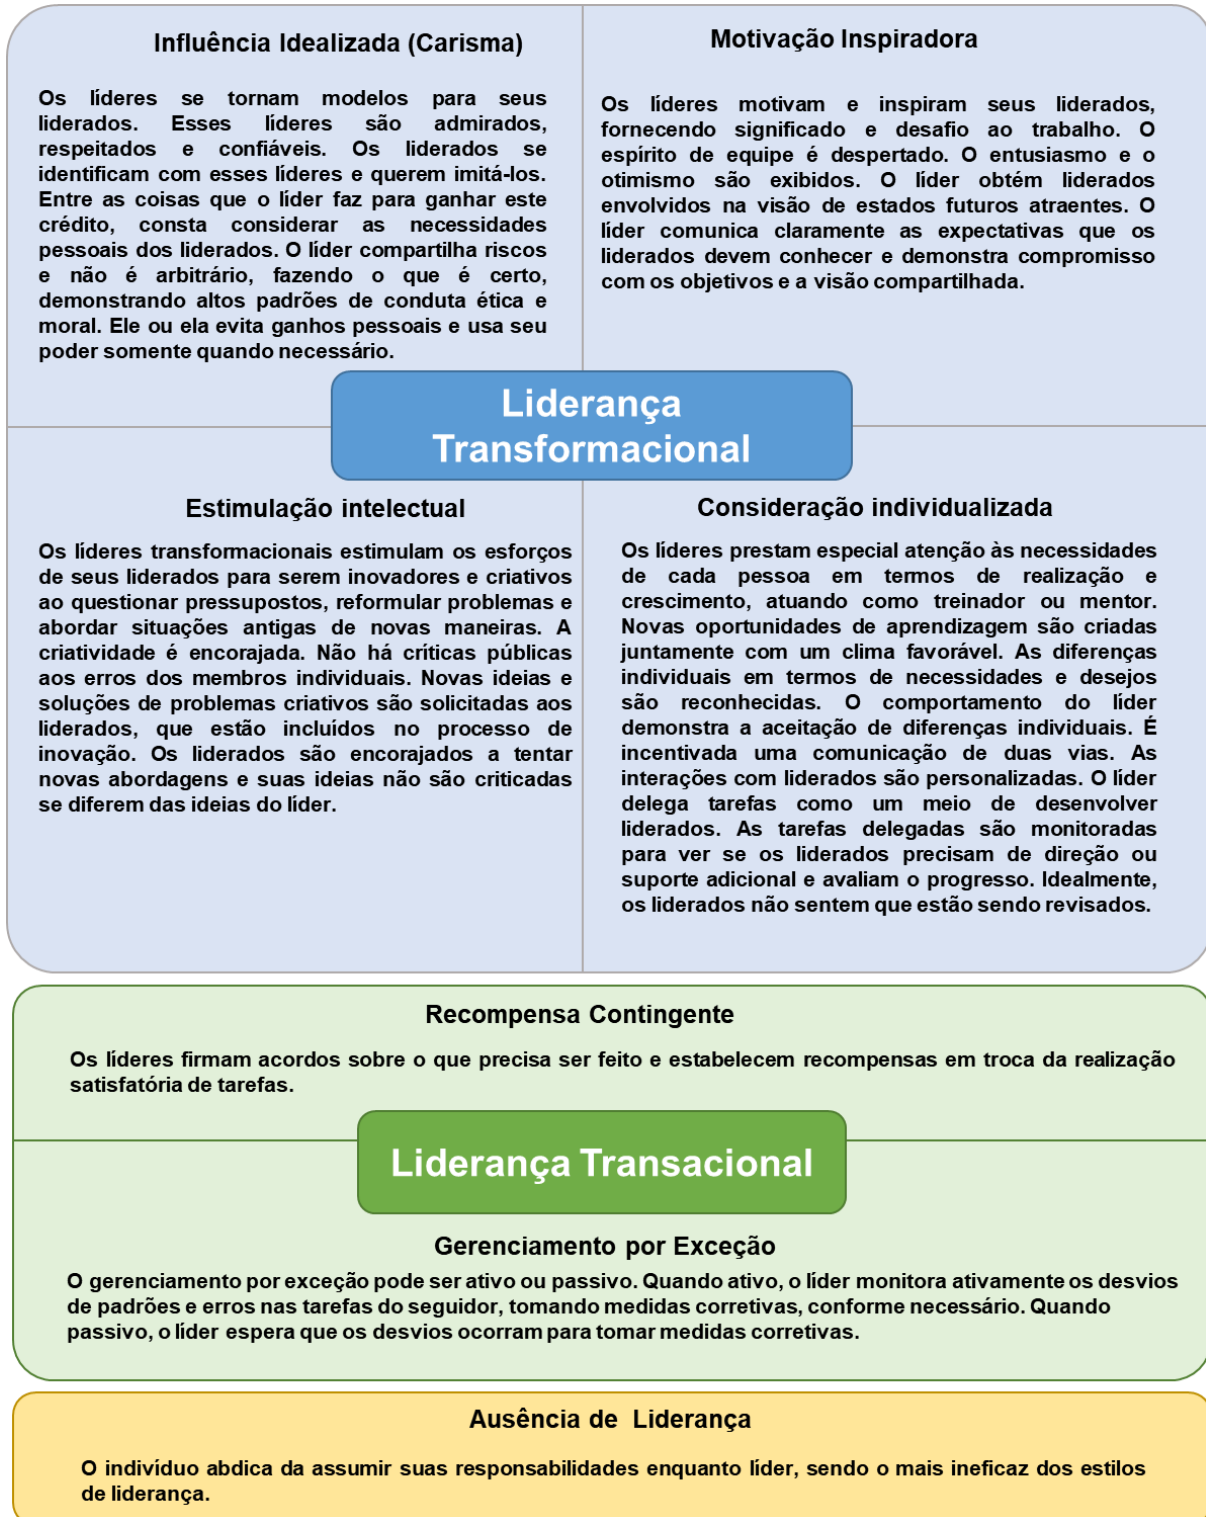 Influência Idealizada (Carisma)
Os líderes se tornam modelos para seus
liderados. Esses líderes são admirados,
respeitados e confiáveis. Os liderados se
identificam com esses líderes e querem imitá-los.
Entre as coisas que o líder faz para ganhar este
crédito, consta considerar as necessidades
pessoais dos liderados. O líder compartilha riscos
e não é arbitrário, fazendo o que é certo,
demonstrando altos padrões de conduta ética e
moral. Ele ou ela evita ganhos pessoais e usa seu
poder somente quando necessário.
Motivação Inspiradora
Os líderes motivam e inspiram seus liderados,
fornecendo significado e desafio ao trabalho. O
espírito de equipe é despertado. O entusiasmo e o
otimismo são exibidos. O líder obtém liderados
envolvidos na visão de estados futuros atraentes. O
líder comunica claramente as expectativas que os
liderados devem conhecer e demonstra compromisso
com os objetivos e a visão compartilhada.
Liderança
Transformacional
Estimulação intelectual
Os líderes transformacionais estimulam os esforços
de seus liderados para serem inovadores e criativos
ao questionar pressupostos, reformular problemas e
abordar situações antigas de novas maneiras. A
criatividade é encorajada. Não há críticas públicas
aos erros dos membros individuais. Novas ideias e
soluções de problemas criativos são solicitadas aos
liderados, que estão incluídos no processo de
inovação. Os liderados são encorajados a tentar
novas abordagens e suas ideias não são criticadas
se diferem das ideias do líder.
Consideração individualizada
Os líderes prestam especial atenção às necessidades
de cada pessoa em termos de realização e
crescimento, atuando como treinador ou mentor.
Novas oportunidades de aprendizagem são criadas
juntamente com um clima favorável. As diferenças
individuais em termos de necessidades e desejos
são reconhecidas. O comportamento do líder
demonstra a aceitação de diferenças individuais. É
incentivada uma comunicação de duas vias. As
interações com liderados são personalizadas. O líder
delega tarefas como um meio de desenvolver
liderados. As tarefas delegadas são monitoradas
para ver se os liderados precisam de direção ou
suporte adicional e avaliam o progresso. Idealmente,
os liderados não sentem que estão sendo revisados.
Recompensa Contingente
Os líderes firmam acordos sobre o que precisa ser feito e estabelecem recompensas em troca da realização
satisfatória de tarefas.
Liderança Transacional
Gerenciamento por Exceção
O gerenciamento por exceção pode ser ativo ou passivo. Quando ativo, o líder monitora ativamente os desvios
de padrões e erros nas tarefas do seguidor, tomando medidas corretivas, conforme necessário. Quando
passivo, o líder espera que os desvios ocorram para tomar medidas corretivas.
Ausência de Liderança
O indivíduo abdica da assumir suas responsabilidades enquanto líder, sendo o mais ineficaz dos estilos
de liderança.